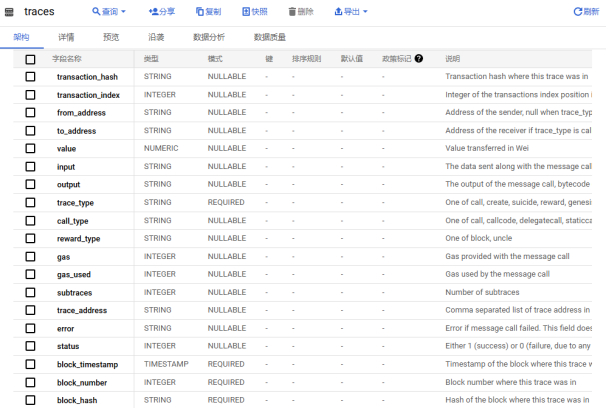 traces 查询 分享 复制 快照 删除 导出 刷新
架构 详情 预览 沿袭 数据分析 数据质量
字段名称 类型 模式 键 排序规则 默认值 政策标记 ? 说明
transaction_hash STRING NULLABLE - - - - Transaction hash where this trace was in
transaction_index INTEGER NULLABLE - - - - Integer of the transactions index position i
from_address STRING NULLABLE - - - - Address of the sender, null when trace_typ
to_address STRING NULLABLE - - - - Address of the receiver if trace_type is cal
value NUMERIC NULLABLE - - - - Value transferred in Wei
input STRING NULLABLE - - - - The data sent along with the message cal
output STRING NULLABLE - - - - The output of the message call, bytecode
trace_type STRING REQUIRED - - - - One of call, create, suicide, reward, genesi
call_type STRING NULLABLE - - - - One of call, callcode, delegatecall, staticca
reward_type STRING NULLABLE - - - - One of block, uncle
gas INTEGER NULLABLE - - - - Gas provided with the message call
gas_used INTEGER NULLABLE - - - - Gas used by the message call
subtraces INTEGER NULLABLE - - - - Number of subtraces
trace_address STRING NULLABLE - - - - Comma separated list of trace address in
error STRING NULLABLE - - - - Error if message call failed. This field does
status INTEGER NULLABLE - - - - Either 1 (success) or 0 (failure, due to any
block_timestamp TIMESTAMP REQUIRED - - - - Timestamp of the block where this trace w
block_number INTEGER REQUIRED - - - - Block number where this trace was in
block_hash STRING REQUIRED - - - - Hash of the block where this trace was in